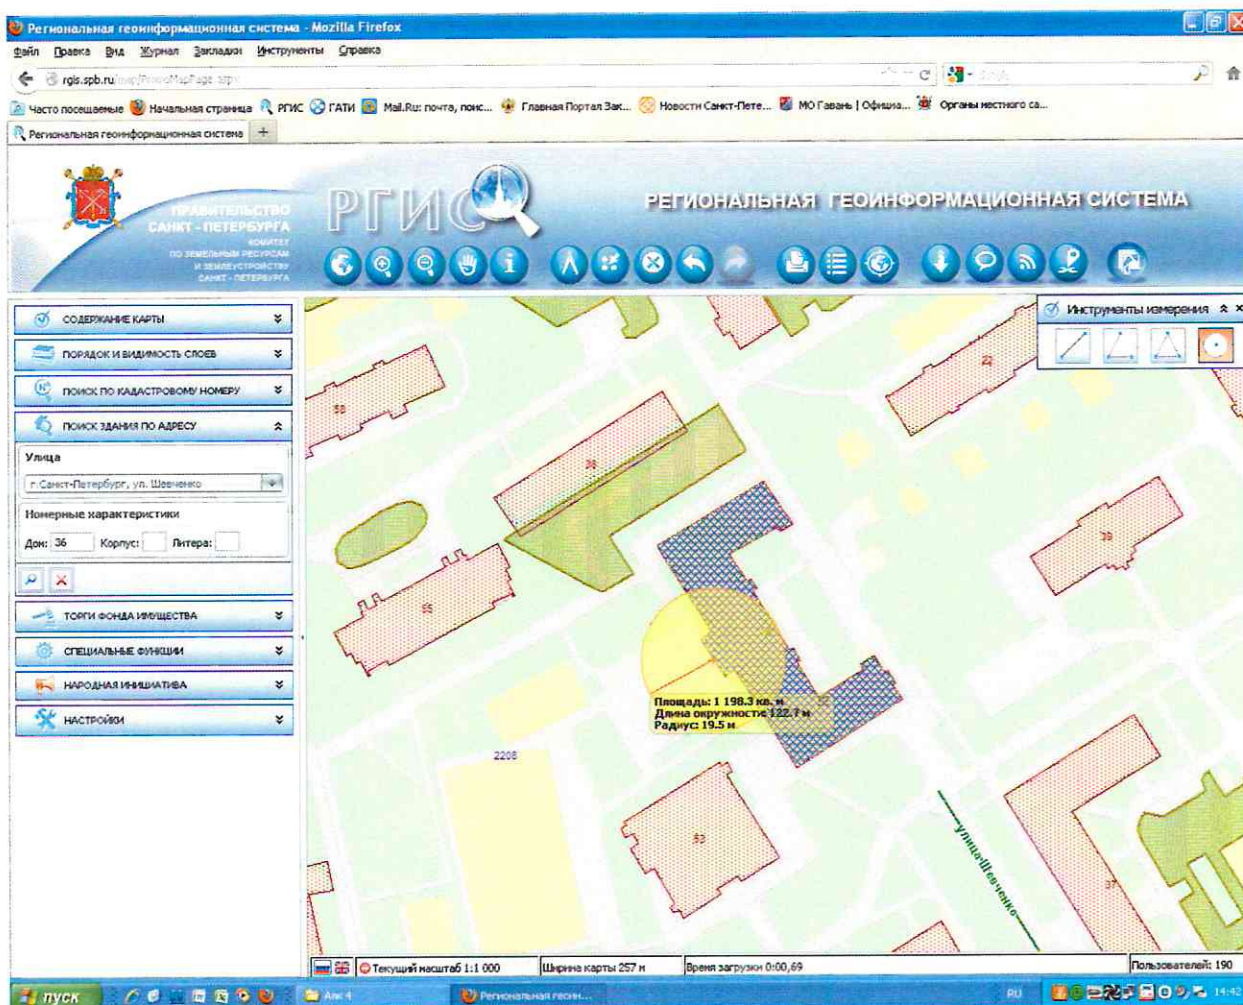 Региональная геоинформационная система - Mozilla Firefox
Файл Правка Вид Журнал Закладки Инструменты Справка
rgis.spb.ru
Часто посещаемые Начальная страница РГИС ГАТИ Mail.Ru: почта, поис... Главная Портал Зак... Новости Санкт-Пете... МО Гавань | Официа... Органы местного са...
Региональная геоинформационная система +
ПРАВИТЕЛЬСТВО
САНКТ - ПЕТЕРБУРГА
КОМИТЕТ
ПО ЗЕМЕЛЬНЫМ РЕСУРСАМ
И ЗЕМЛЕУСТРОЙСТВУ
САНКТ - ПЕТЕРБУРГА
РГИС
РЕГИОНАЛЬНАЯ ГЕОИНФОРМАЦИОННАЯ СИСТЕМА
СОДЕРЖАНИЕ КАРТЫ
ПОРЯДОК И ВИДИМОСТЬ СЛОЕВ
ПОИСК ПО КАДАСТРОВОМУ НОМЕРУ
ПОИСК ЗДАНИЯ ПО АДРЕСУ
Улица
г.Санкт-Петербург, ул. Шевченко
Номерные характеристики
Дом: 36 Корпус: Литера:
ТОРГИ ФОНДА ИМУЩЕСТВА
СПЕЦИАЛЬНЫЕ ФУНКЦИИ
НАРОДНАЯ ИНИЦИАТИВА
НАСТРОЙКИ
Инструменты измерения
22
39
55
Площадь: 1 198.3 кв. м
Длина окружности: 122.7 м
Радиус: 19.5 м
2206
53
улица Шевченко
37
Текущий масштаб 1:1 000 Ширина карты 257 м Время загрузки 0:00,69 Пользователей: 190
пуск Региональная геоин... RU 14:42